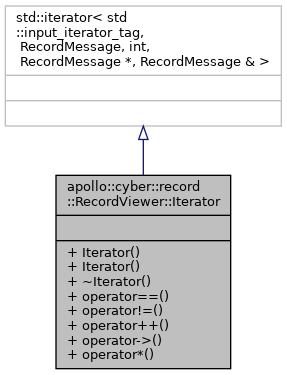 std::iterator< std
::input_iterator_tag,
RecordMessage, int,
RecordMessage *, RecordMessage & >
apollo::cyber::record
::RecordViewer::Iterator
+ Iterator()
+ Iterator()
+ ~Iterator()
+ operator==()
+ operator!=()
+ operator++()
+ operator->()
+ operator*()